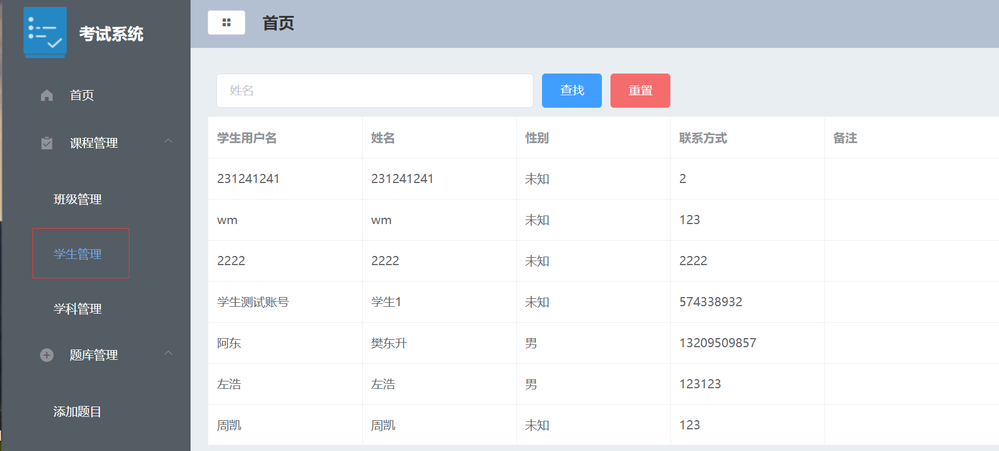 考试系统
首页
课程管理
班级管理
学生管理
学科管理
题库管理
添加题目
首页
姓名 查找 重置
学生用户名 姓名 性别 联系方式 备注
231241241 231241241 未知 2
wm wm 未知 123
2222 2222 未知 2222
学生测试账号 学生1 未知 574338932
阿东 樊东升 男 13209509857
左浩 左浩 男 123123
周凯 周凯 未知 123